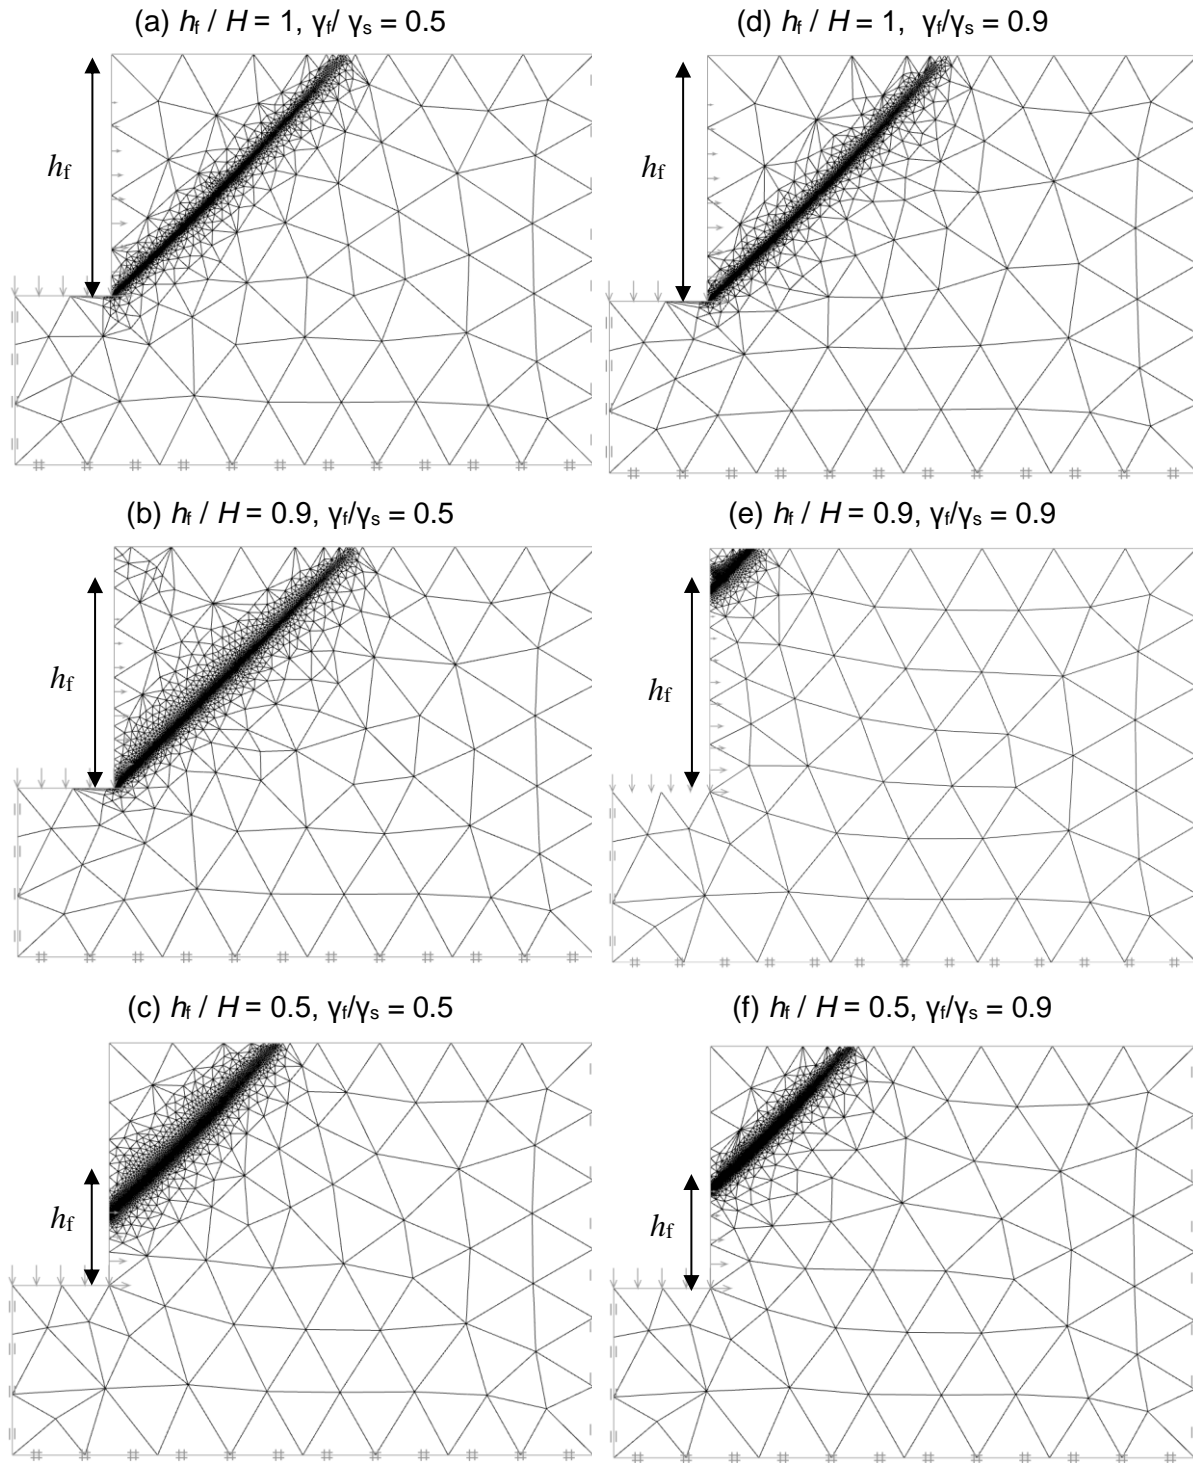 (a) hf / H = 1, γf/ γs = 0.5
(d) hf / H = 1, γf/ γs = 0.9
hf
hf
(b) hf / H = 0.9, γf/γs = 0.5
(e) hf / H = 0.9, γf/γs = 0.9
hf
hf
(c) hf / H = 0.5, γf/γs = 0.5
(f) hf / H = 0.5, γf/γs = 0.9
hf
hf